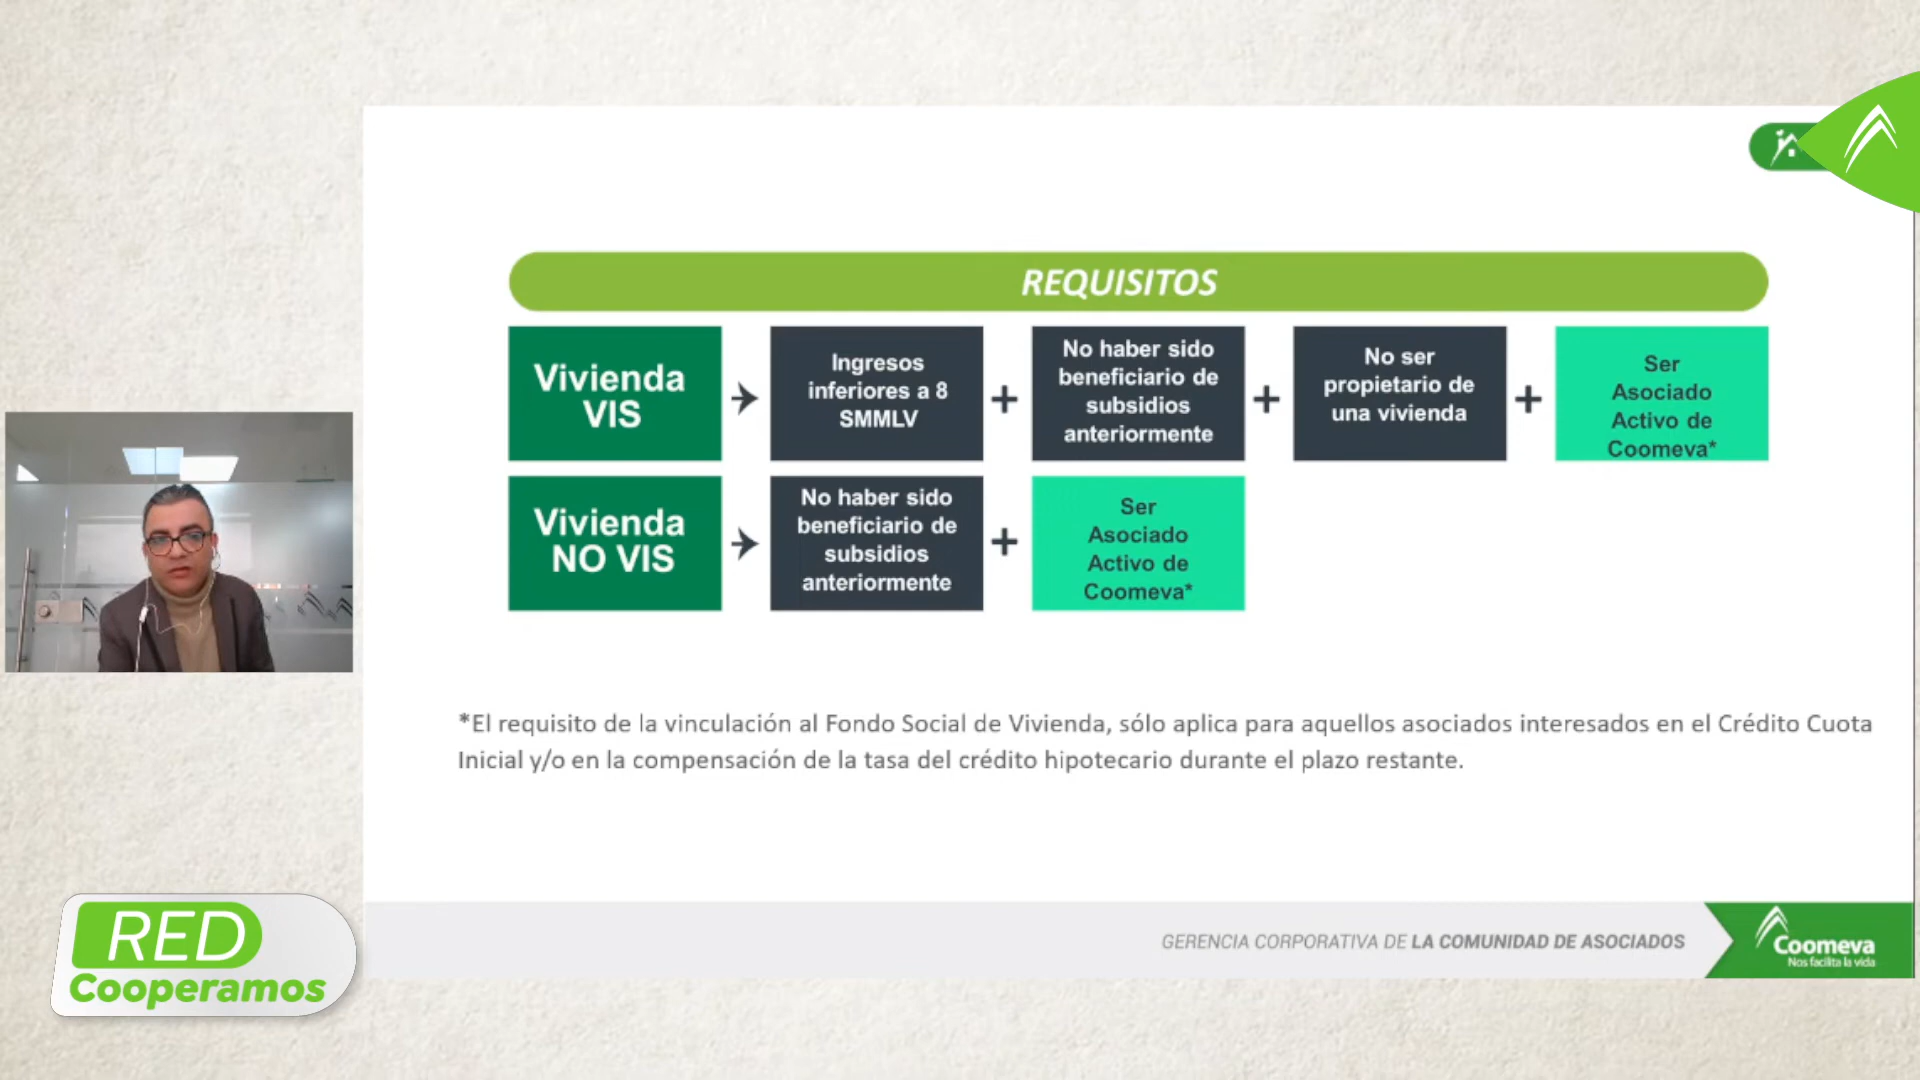 REQUISITOS
Vivienda
VIS
Ingresos
inferiores a 8
SMMLV
+
No haber sido
beneficiario de
subsidios
anteriormente
+
No ser
propietario de
una vivienda
+
Ser
Asociado
Activo de
Coomeva*
Vivienda
NO VIS
No haber sido
beneficiario de
subsidios
anteriormente
+
Ser
Asociado
Activo de
Coomeva*
*El requisito de la vinculación al Fondo Social de Vivienda, sólo aplica para aquellos asociados interesados en el Crédito Cuota
Inicial y/o en la compensación de la tasa del crédito hipotecario durante el plazo restante.
RED
Cooperamos
GERENCIA CORPORATIVA DE LA COMUNIDAD DE ASOCIADOS
Coomeva
Nos facilita la vida